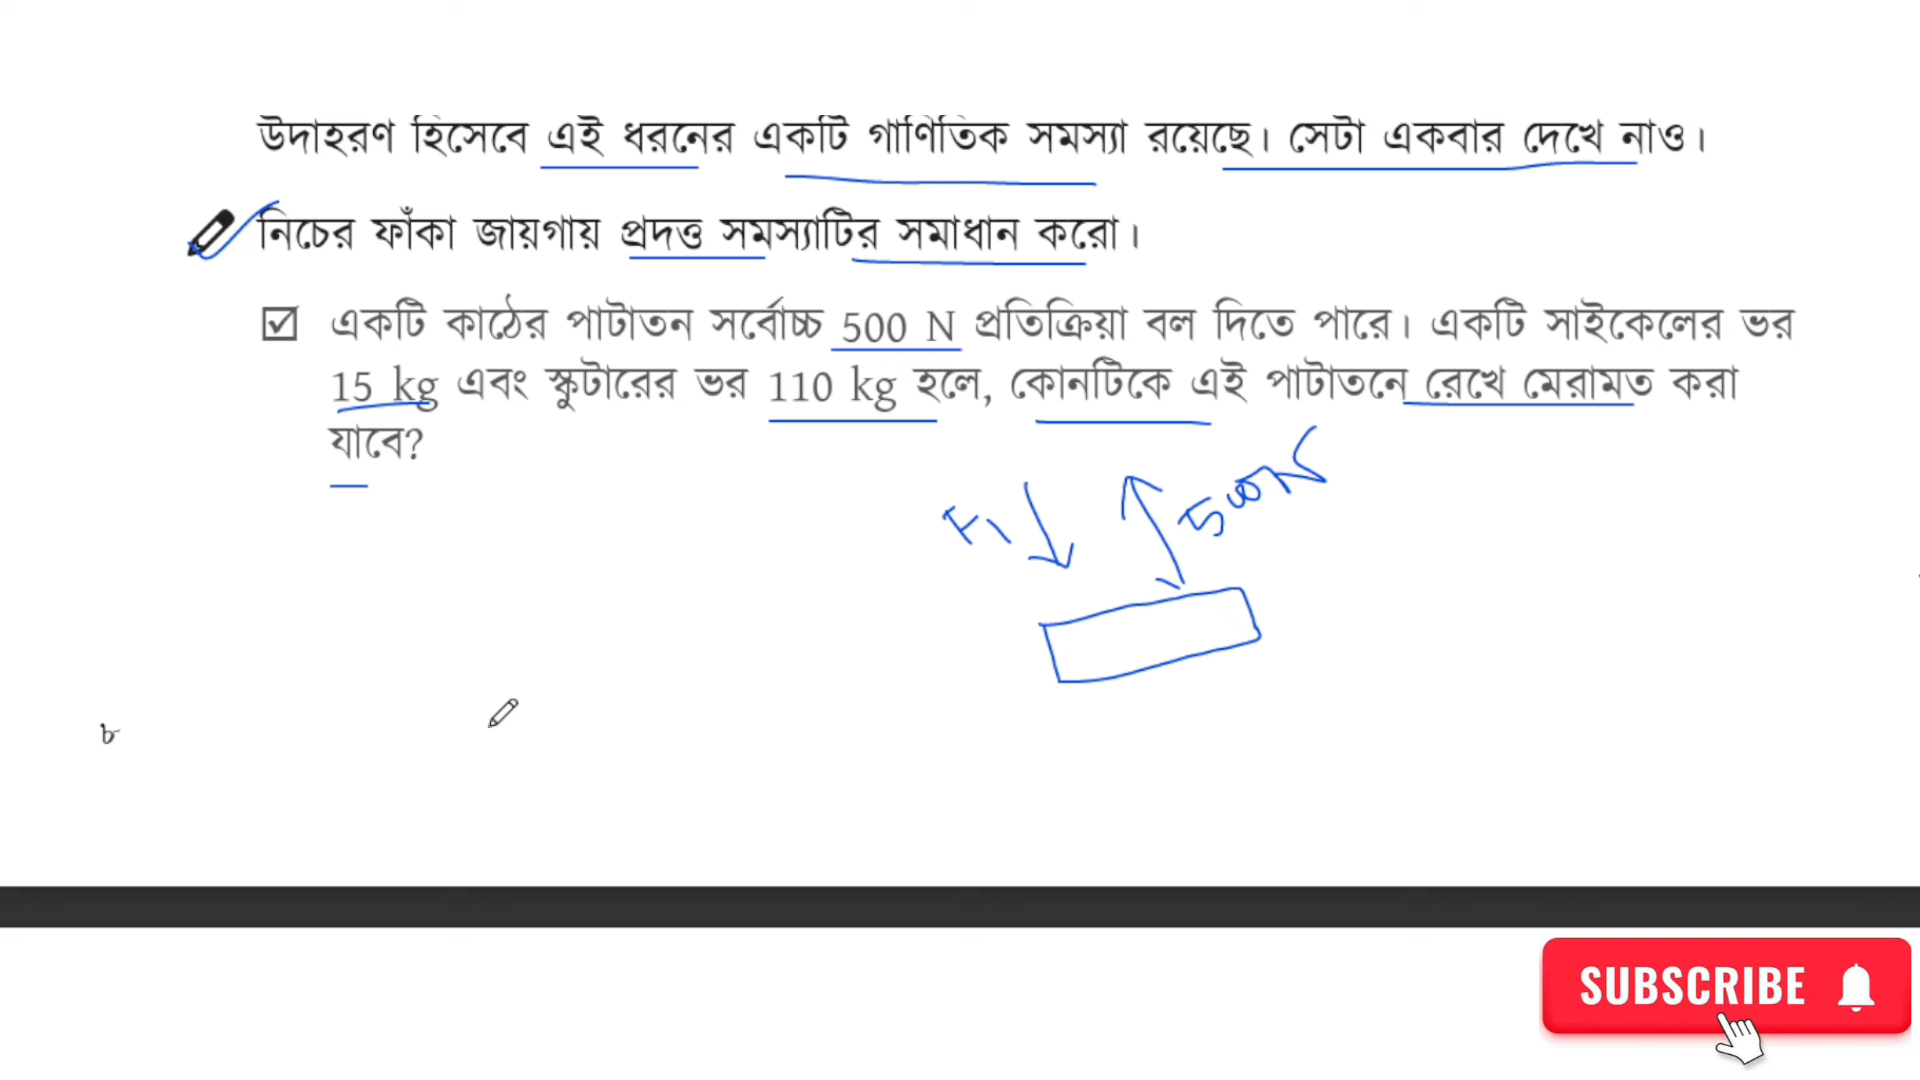 উদাহরণ হিসেবে এই ধরনের একটি গাণিতিক সমস্যা রয়েছে। সেটা একবার দেখে নাও।
নিচের ফাঁকা জায়গায় প্রদত্ত সমস্যাটির সমাধান করো।
একটি কাঠের পাটাতন সর্বোচ্চ 500 N প্রতিক্রিয়া বল দিতে পারে। একটি সাইকেলের ভর
15 kg এবং স্কুটারের ভর 110 kg হলে, কোনটিকে এই পাটাতনে রেখে মেরামত করা
যাবে?
F1
500N
৮
SUBSCRIBE